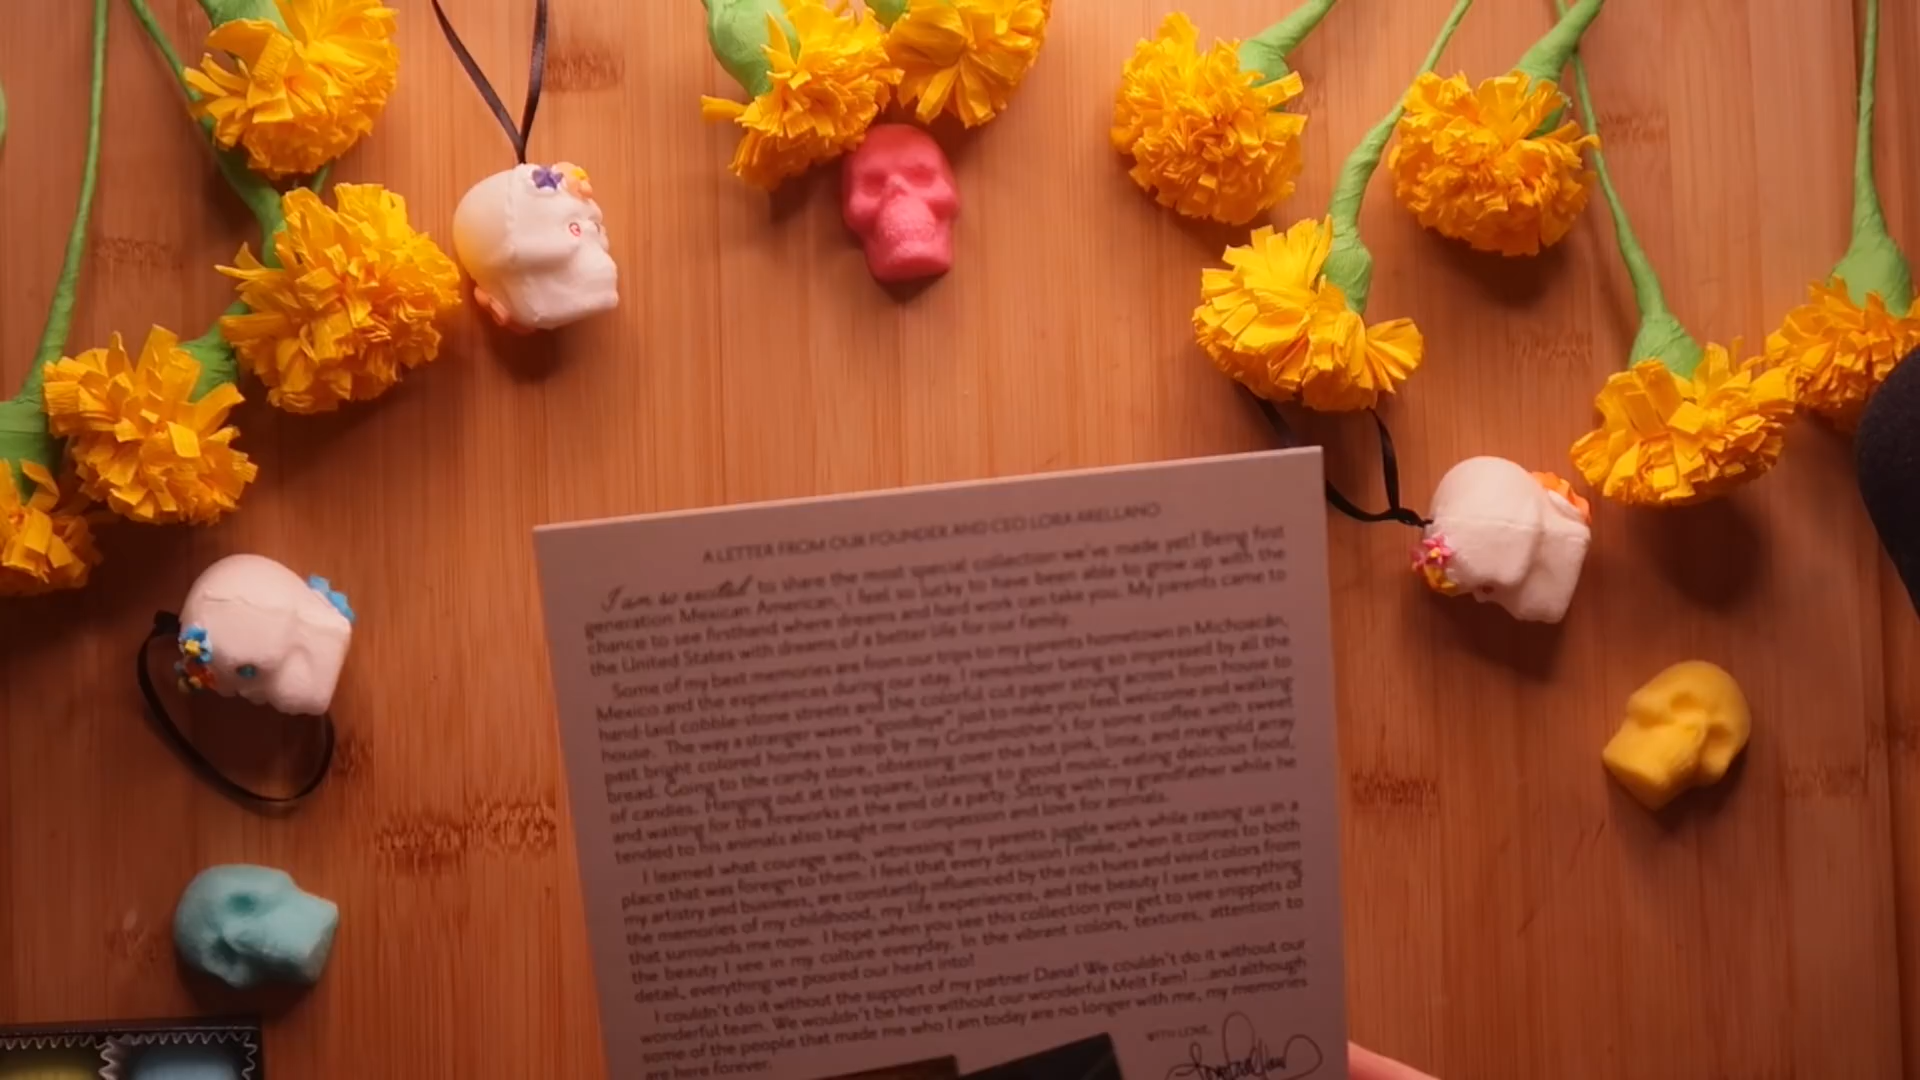 A LETTER FROM OUR FOUNDER AND CEO LORA ARELLANO
I am so excited to share the most special collection we've made yet! Being first
generation Mexican American, I feel so lucky to have been able to grow up with the
chance to see firsthand where dreams and hard work can take you. My parents came to
the United States with dreams of a better life for our family.
Some of my best memories are from our trips to my parents hometown in Michoacán,
Mexico and the experiences during our stay. I remember being so impressed by all the
hand-laid cobble-stone streets and the colorful cut paper strung across from house to
house. The way a stranger waves "goodbye" just to make you feel welcome and walking
past bright colored homes to stop by my Grandmother's for some coffee with sweet
bread. Going to the candy store, obsessing over the hot pink, lime, and marigold array
of candies. Hanging out at the square, listening to good music, eating delicious food,
and waiting for the fireworks at the end of a party. Sitting with my grandfather while he
tended to his animals also taught me compassion and love for animals.
I learned what courage was, witnessing my parents juggle work while raising us in a
place that was foreign to them. I feel that every decision I make, when it comes to both
my artistry and business, are constantly influenced by the rich hues and vivid colors from
the memories of my childhood, my life experiences, and the beauty I see in everything
that surrounds me now. I hope when you see this collection you get to see snippets of
the beauty I see in my culture everyday. In the vibrant colors, textures, attention to
detail, everything we poured our heart into!
I couldn't do it without the support of my partner Dana! We couldn't do it without our
wonderful team. We wouldn't be here without our wonderful Melt Fam! ...and although
some of the people that made me who I am today are no longer with me, my memories
are here forever.
WITH LOVE,